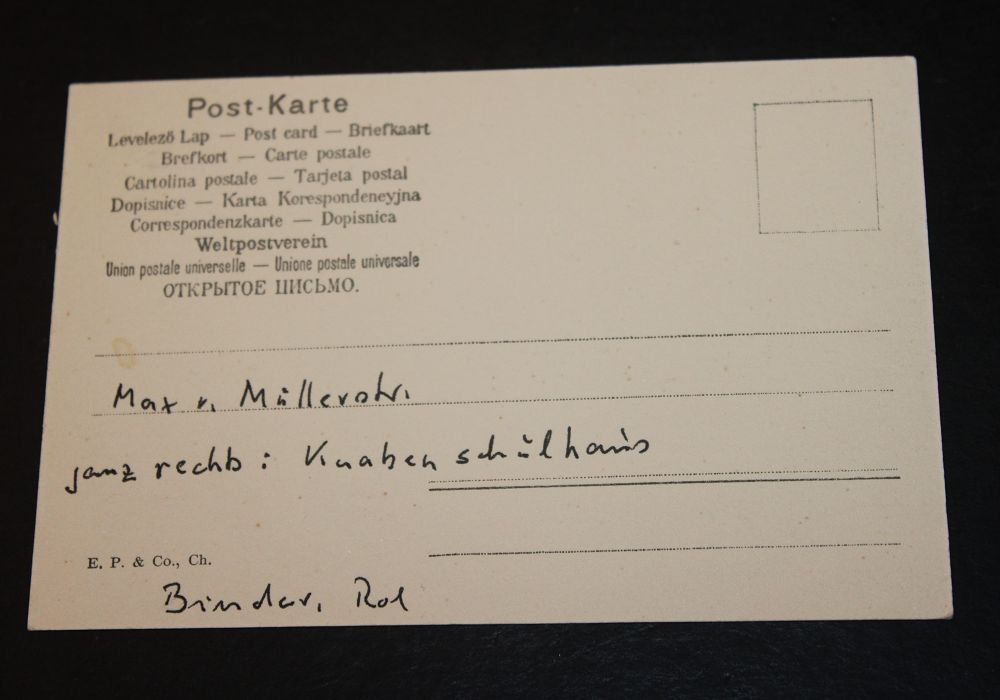 Post-Karte
Levelező Lap — Post card — Briefkaart
Brefkort — Carte postale
Cartolina postale — Tarjeta postal
Dopisnice — Karta Korespondeneyjna
Correspondenzkarte — Dopisnica
Weltpostverein
Union postale universelle — Unione postale universale
ОТКРЫТОЕ ПИСЬМО.
Max v. Müllerstr.
ganz rechts: Knabenschulhaus
E. P. & Co., Ch.
Binder, Rol